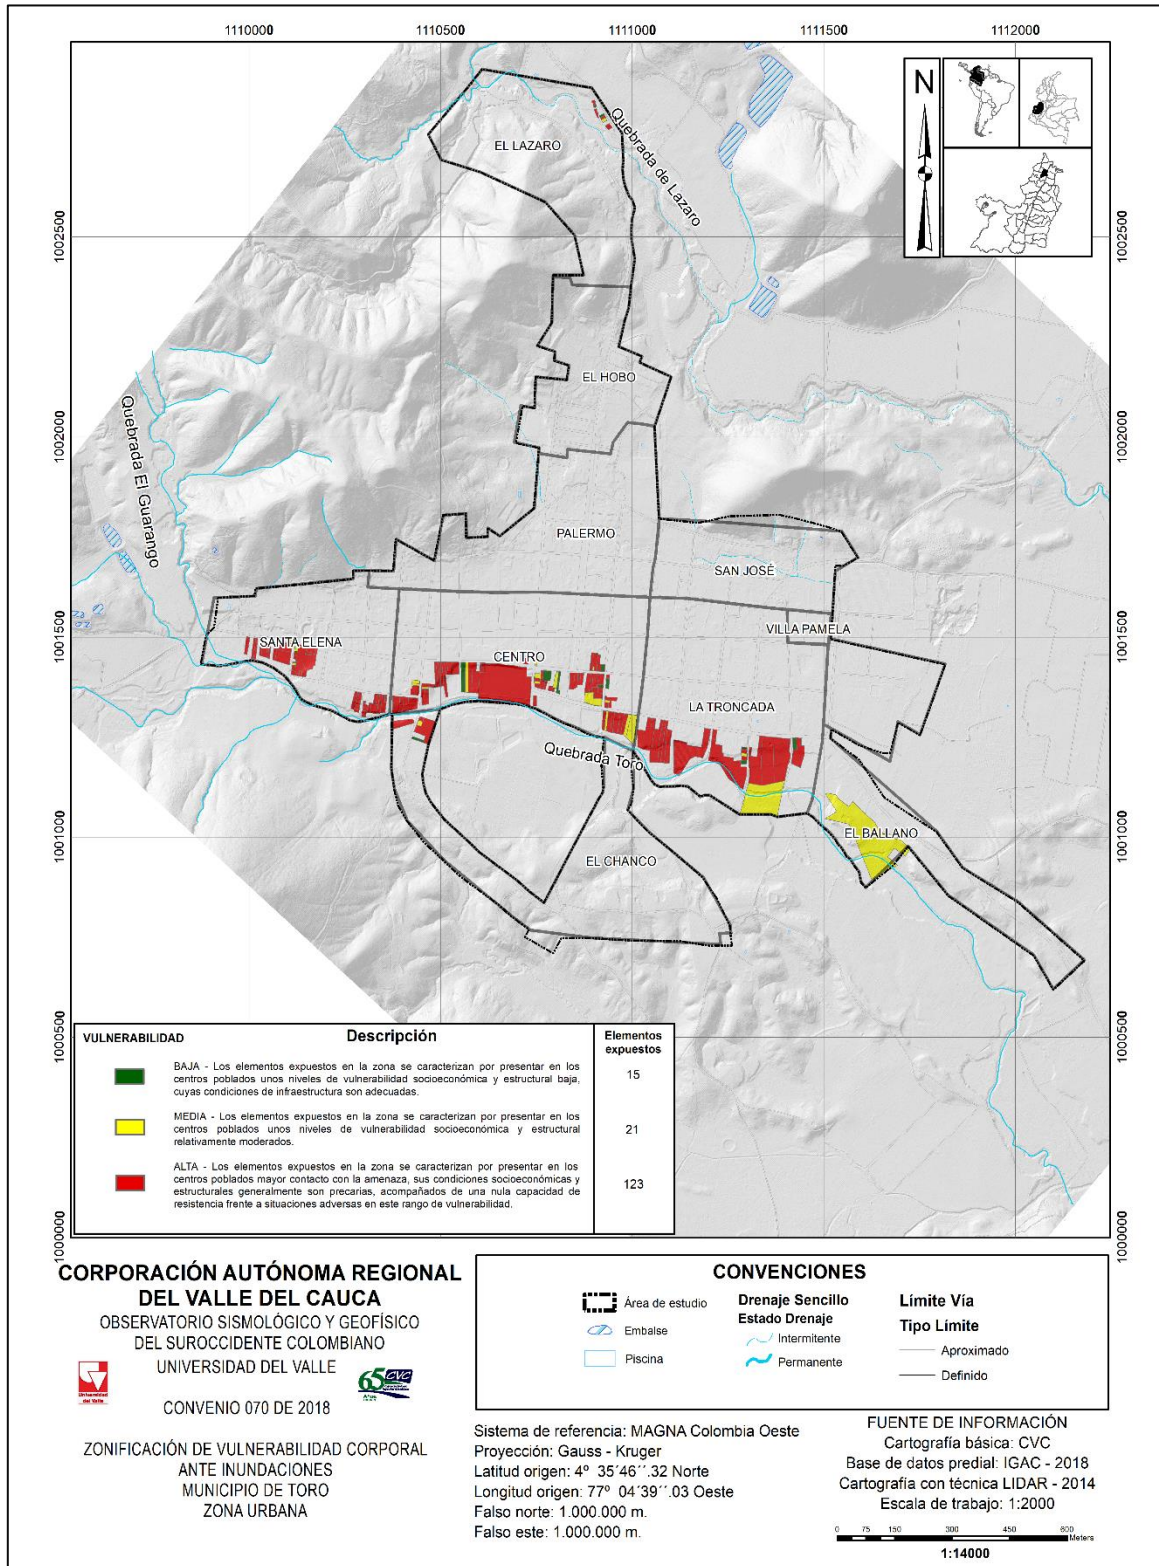 1110000
1110500
1111000
1111500
1112000
N
1002500
1002500
1002000
1002000
1001500
1001500
1001000
1001000
1000500
1000500
1000000
1000000
EL LAZARO
Quebrada de Lazaro
EL HOBO
Quebrada El Guarango
PALERMO
SAN JOSÉ
VILLA PAMELA
SANTA ELENA
CENTRO
LA TRONCADA
Quebrada Toro
EL BALLANO
EL CHANCO
VULNERABILIDAD
Descripción
Elementos
expuestos
BAJA - Los elementos expuestos en la zona se caracterizan por presentar en los
centros poblados unos niveles de vulnerabilidad socioeconómica y estructural baja,
cuyas condiciones de infraestructura son adecuadas.
15
MEDIA - Los elementos expuestos en la zona se caracterizan por presentar en los
centros poblados unos niveles de vulnerabilidad socioeconómica y estructural
relativamente moderados.
21
ALTA - Los elementos expuestos en la zona se caracterizan por presentar en los
centros poblados mayor contacto con la amenaza, sus condiciones socioeconómicas y
estructurales generalmente son precarias, acompañados de una nula capacidad de
resistencia frente a situaciones adversas en este rango de vulnerabilidad.
123
CORPORACIÓN AUTÓNOMA REGIONAL
DEL VALLE DEL CAUCA
OBSERVATORIO SISMOLÓGICO Y GEOFÍSICO
DEL SUROCCIDENTE COLOMBIANO
UNIVERSIDAD DEL VALLE
Universidad
del Valle
65 CVC
CONVENIO 070 DE 2018
ZONIFICACIÓN DE VULNERABILIDAD CORPORAL
ANTE INUNDACIONES
MUNICIPIO DE TORO
ZONA URBANA
CONVENCIONES
Área de estudio
Embalse
Piscina
Drenaje Sencillo
Estado Drenaje
Intermitente
Permanente
Límite Vía
Tipo Límite
Aproximado
Definido
Sistema de referencia: MAGNA Colombia Oeste
Proyección: Gauss - Kruger
Latitud origen: 4º 35´46´´.32 Norte
Longitud origen: 77º 04´39´´.03 Oeste
Falso norte: 1.000.000 m.
Falso este: 1.000.000 m.
FUENTE DE INFORMACIÓN
Cartografía básica: CVC
Base de datos predial: IGAC - 2018
Cartografía con técnica LIDAR - 2014
Escala de trabajo: 1:2000
0 75 150 300 450 600
Meters
1:14000